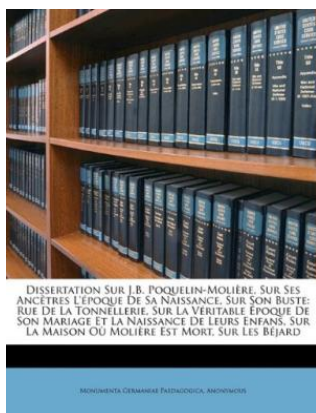 Dissertation Sur J.B. Poquelin-Molière, Sur Ses
Ancêtres L'époque De Sa Naissance, Sur Son Buste:
Rue De La Tonnellerie, Sur La Véritable Époque De
Son Mariage Et La Naissance De Leurs Enfans, Sur
La Maison Où Molière Est Mort, Sur Les Béjard
Monumenta Germaniae Paedagogica, Anonymous